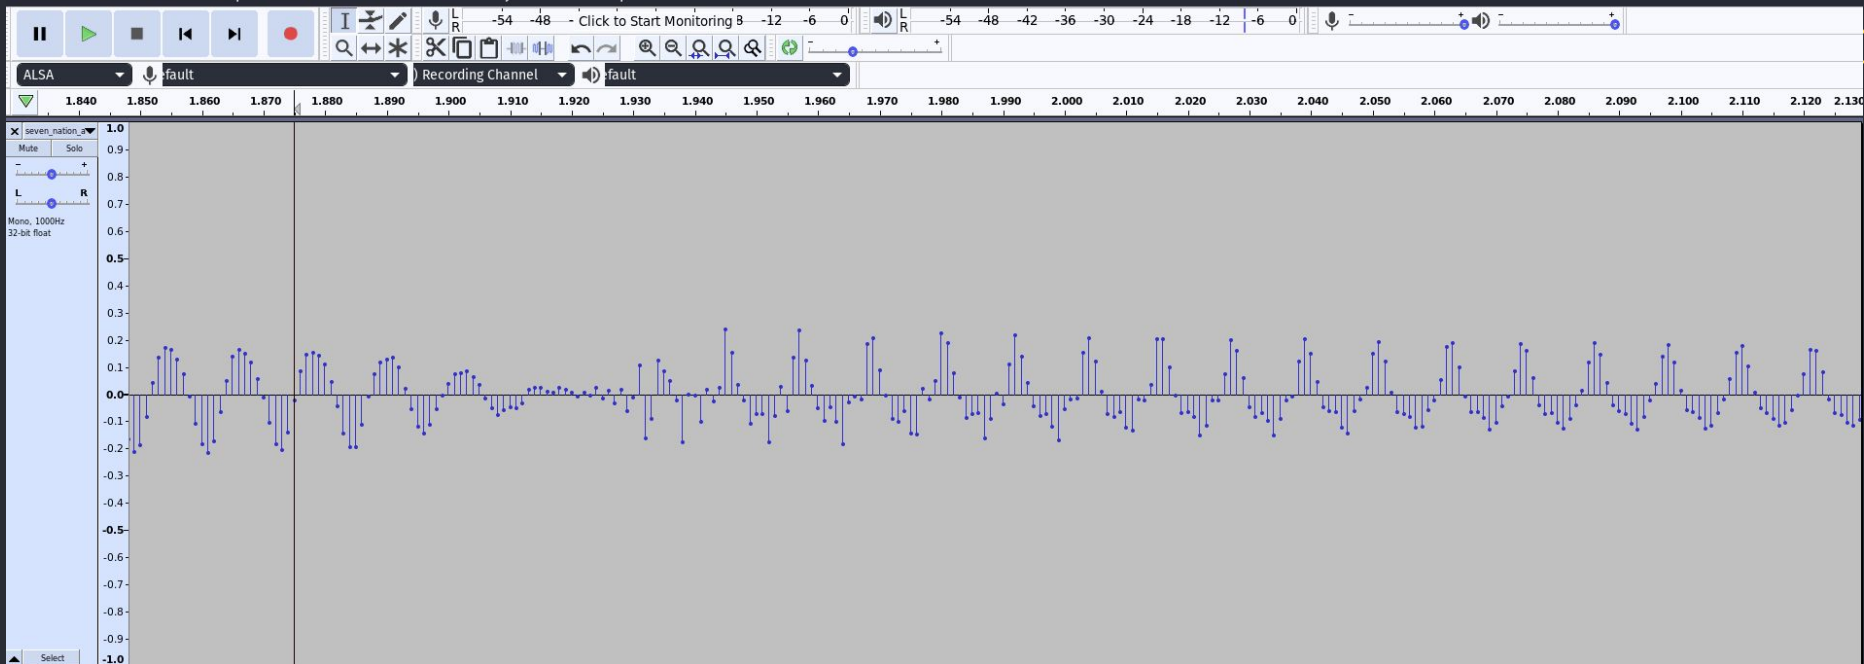 L
R
-54 -48 - Click to Start Monitoring 8 -12 -6 0
L
R
-54 -48 -42 -36 -30 -24 -18 -12 -6 0
- +
- +
- +
ALSA
efault
) Recording Channel
efault
1.840 1.850 1.860 1.870 1.880 1.890 1.900 1.910 1.920 1.930 1.940 1.950 1.960 1.970 1.980 1.990 2.000 2.010 2.020 2.030 2.040 2.050 2.060 2.070 2.080 2.090 2.100 2.110 2.120 2.130
seven_nation_a
Mute Solo
- +
L R
Mono, 1000Hz
32-bit float
Select
1.0
0.9
0.8
0.7
0.6
0.5
0.4
0.3
0.2
0.1
0.0
-0.1
-0.2
-0.3
-0.4
-0.5
-0.6
-0.7
-0.8
-0.9
-1.0